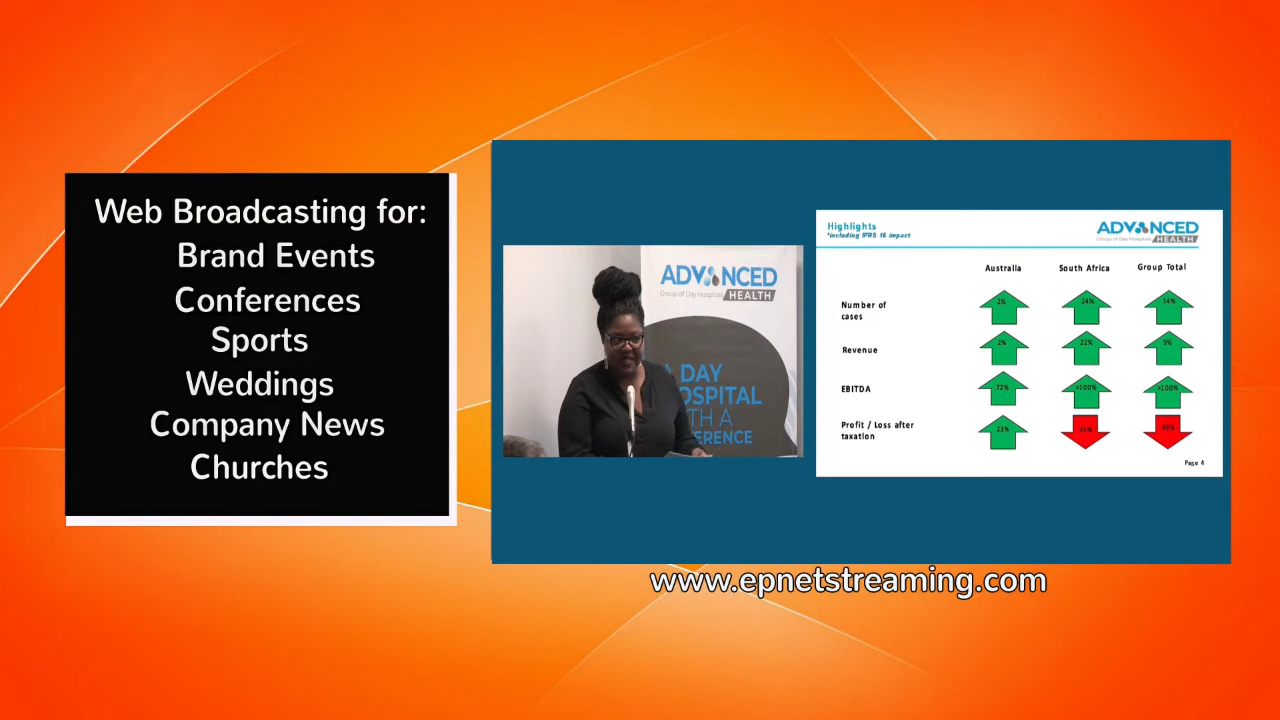 Web Broadcasting for:
Brand Events
Conferences
Sports
Weddings
Company News
Churches
ADVANCED
Group of Day Hospitals HEALTH
A DAY
HOSPITAL
WITH A
Highlights
*including IFRS 16 impact
ADVANCED
Group of Day Hospitals HEALTH
Australia South Africa Group Total
Number of cases 2% 24% 14%
Revenue 2% 22% 9%
EBITDA 72% >100% >100%
Profit / Loss after taxation 23%
Page 4
www.epnetstreaming.com